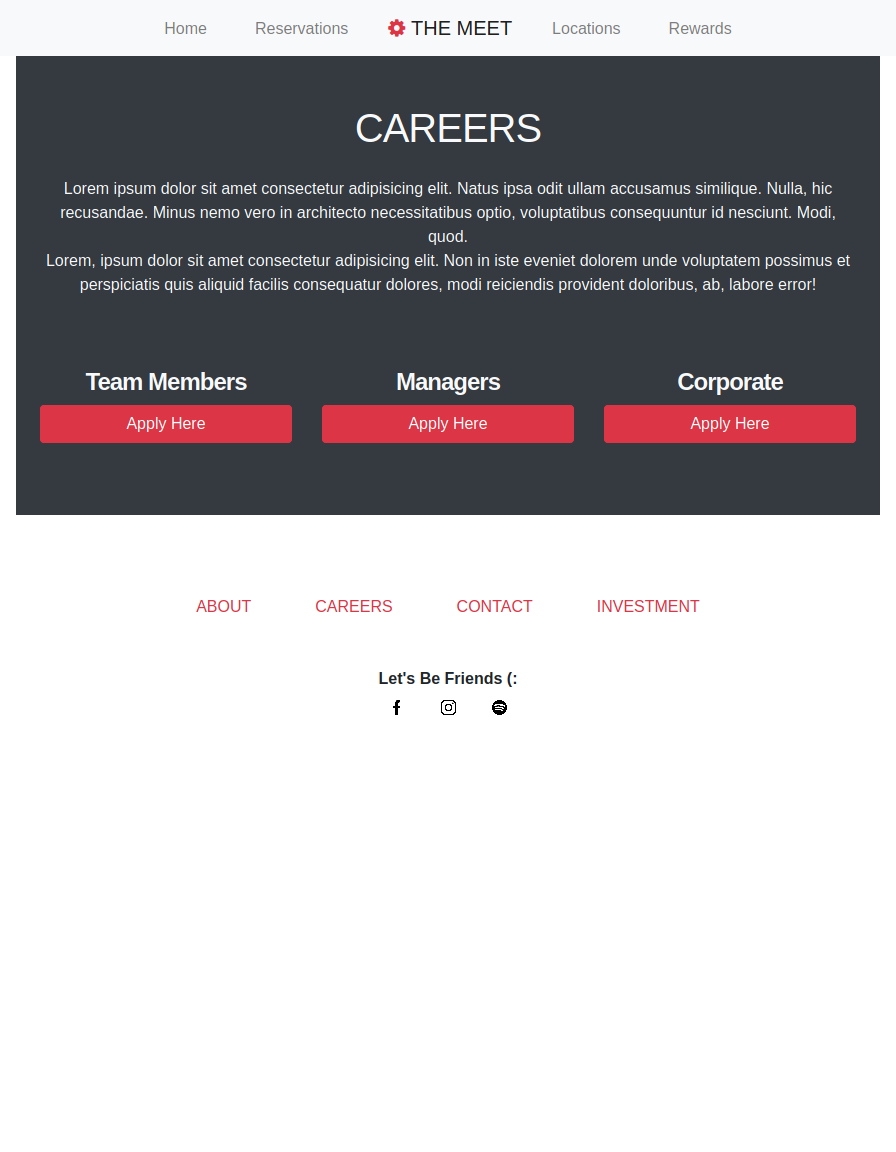 Home Reservations THE MEET Locations Rewards
CAREERS
Lorem ipsum dolor sit amet consectetur adipisicing elit. Natus ipsa odit ullam accusamus similique. Nulla, hic
recusandae. Minus nemo vero in architecto necessitatibus optio, voluptatibus consequuntur id nesciunt. Modi,
quod.
Lorem, ipsum dolor sit amet consectetur adipisicing elit. Non in iste eveniet dolorem unde voluptatem possimus et
perspiciatis quis aliquid facilis consequatur dolores, modi reiciendis provident doloribus, ab, labore error!
Team Members Managers Corporate
Apply Here Apply Here Apply Here
ABOUT CAREERS CONTACT INVESTMENT
Let's Be Friends (: